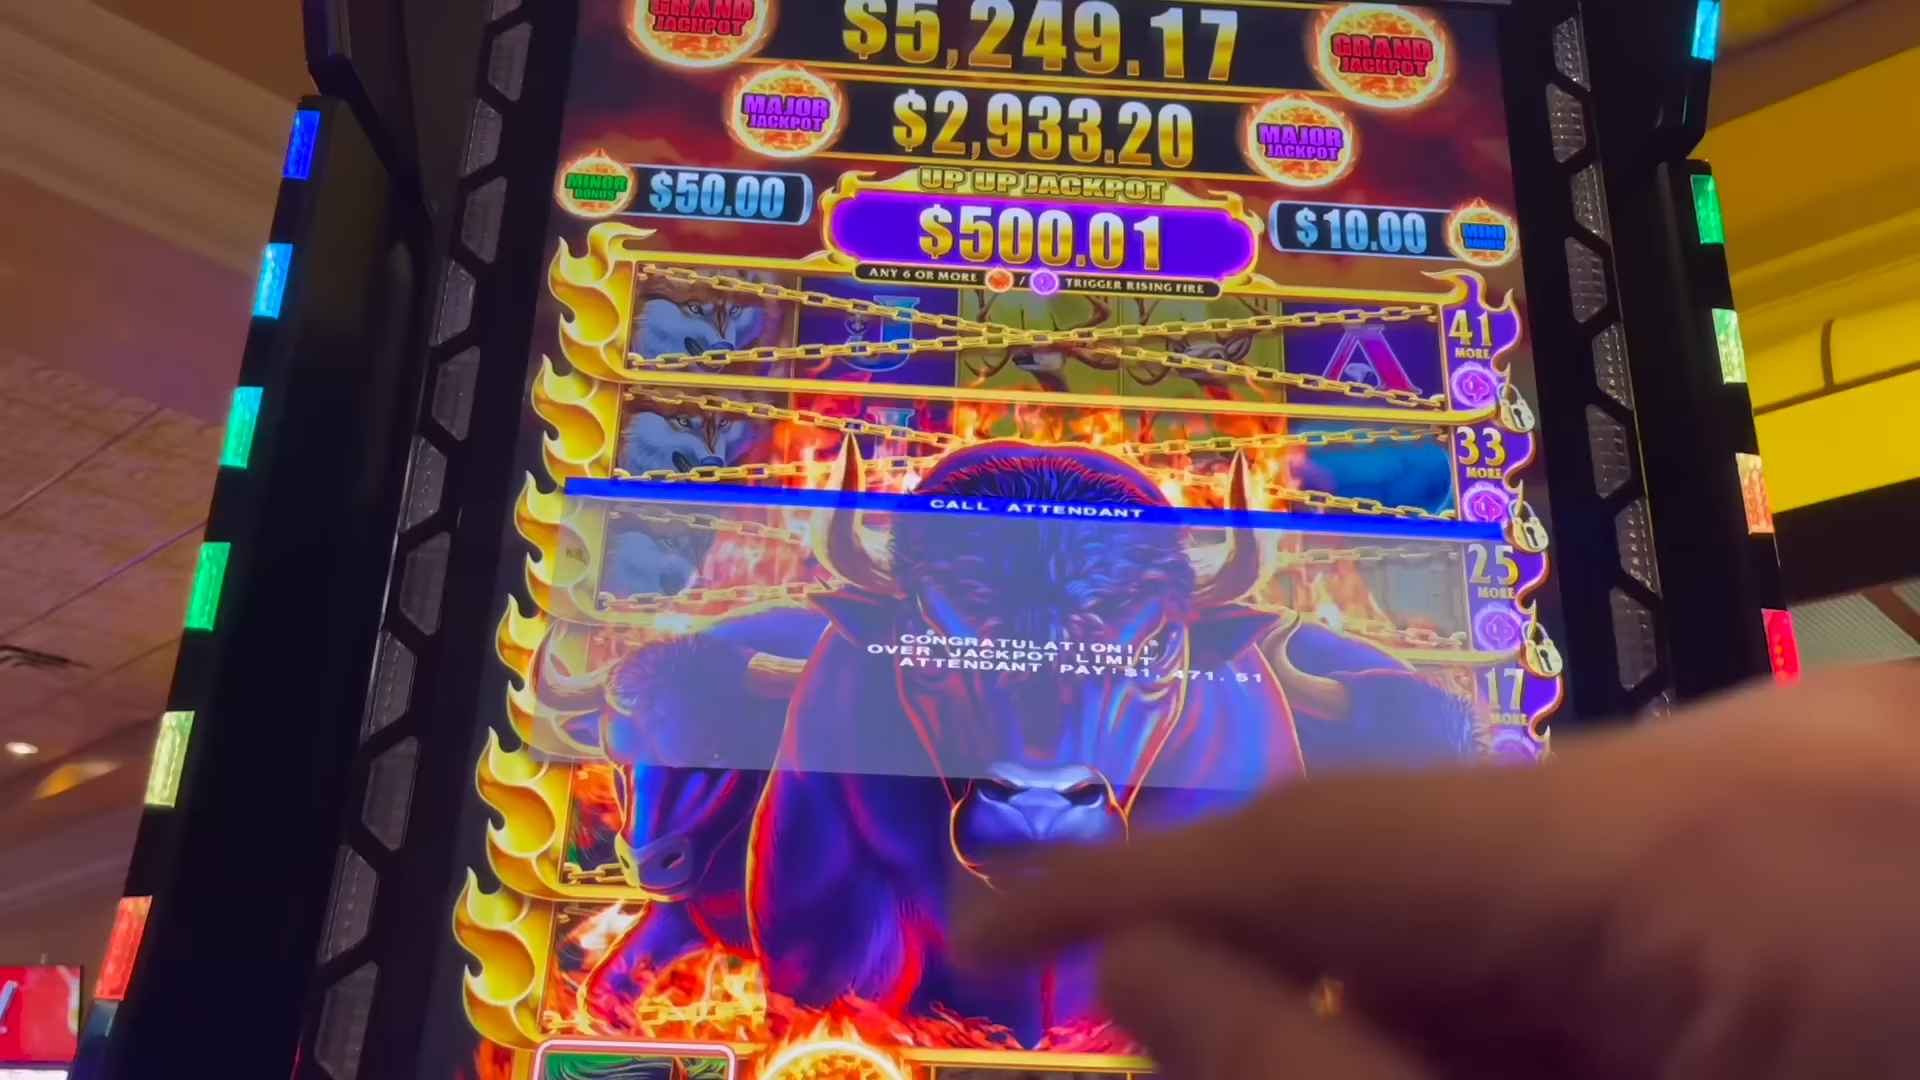 GRAND JACKPOT
$5,249.17
GRAND JACKPOT
MAJOR JACKPOT
$2,933.20
MAJOR JACKPOT
MINOR BONUS
$50.00
UP UP JACKPOT
$500.01
$10.00
MINI BONUS
ANY 6 OR MORE / TRIGGER RISING FIRE
J
A
41 MORE
33 MORE
CALL ATTENDANT
25 MORE
CONGRATULATION!!
OVER JACKPOT LIMIT
ATTENDANT PAY:$1,471.51
17 MORE